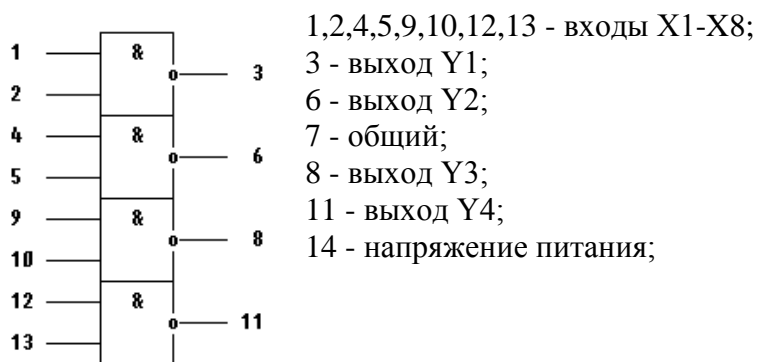 1 & 3
2
4 & 6
5
9 & 8
10
12 & 11
13
1,2,4,5,9,10,12,13 - входы X1-X8;
3 - выход Y1;
6 - выход Y2;
7 - общий;
8 - выход Y3;
11 - выход Y4;
14 - напряжение питания;